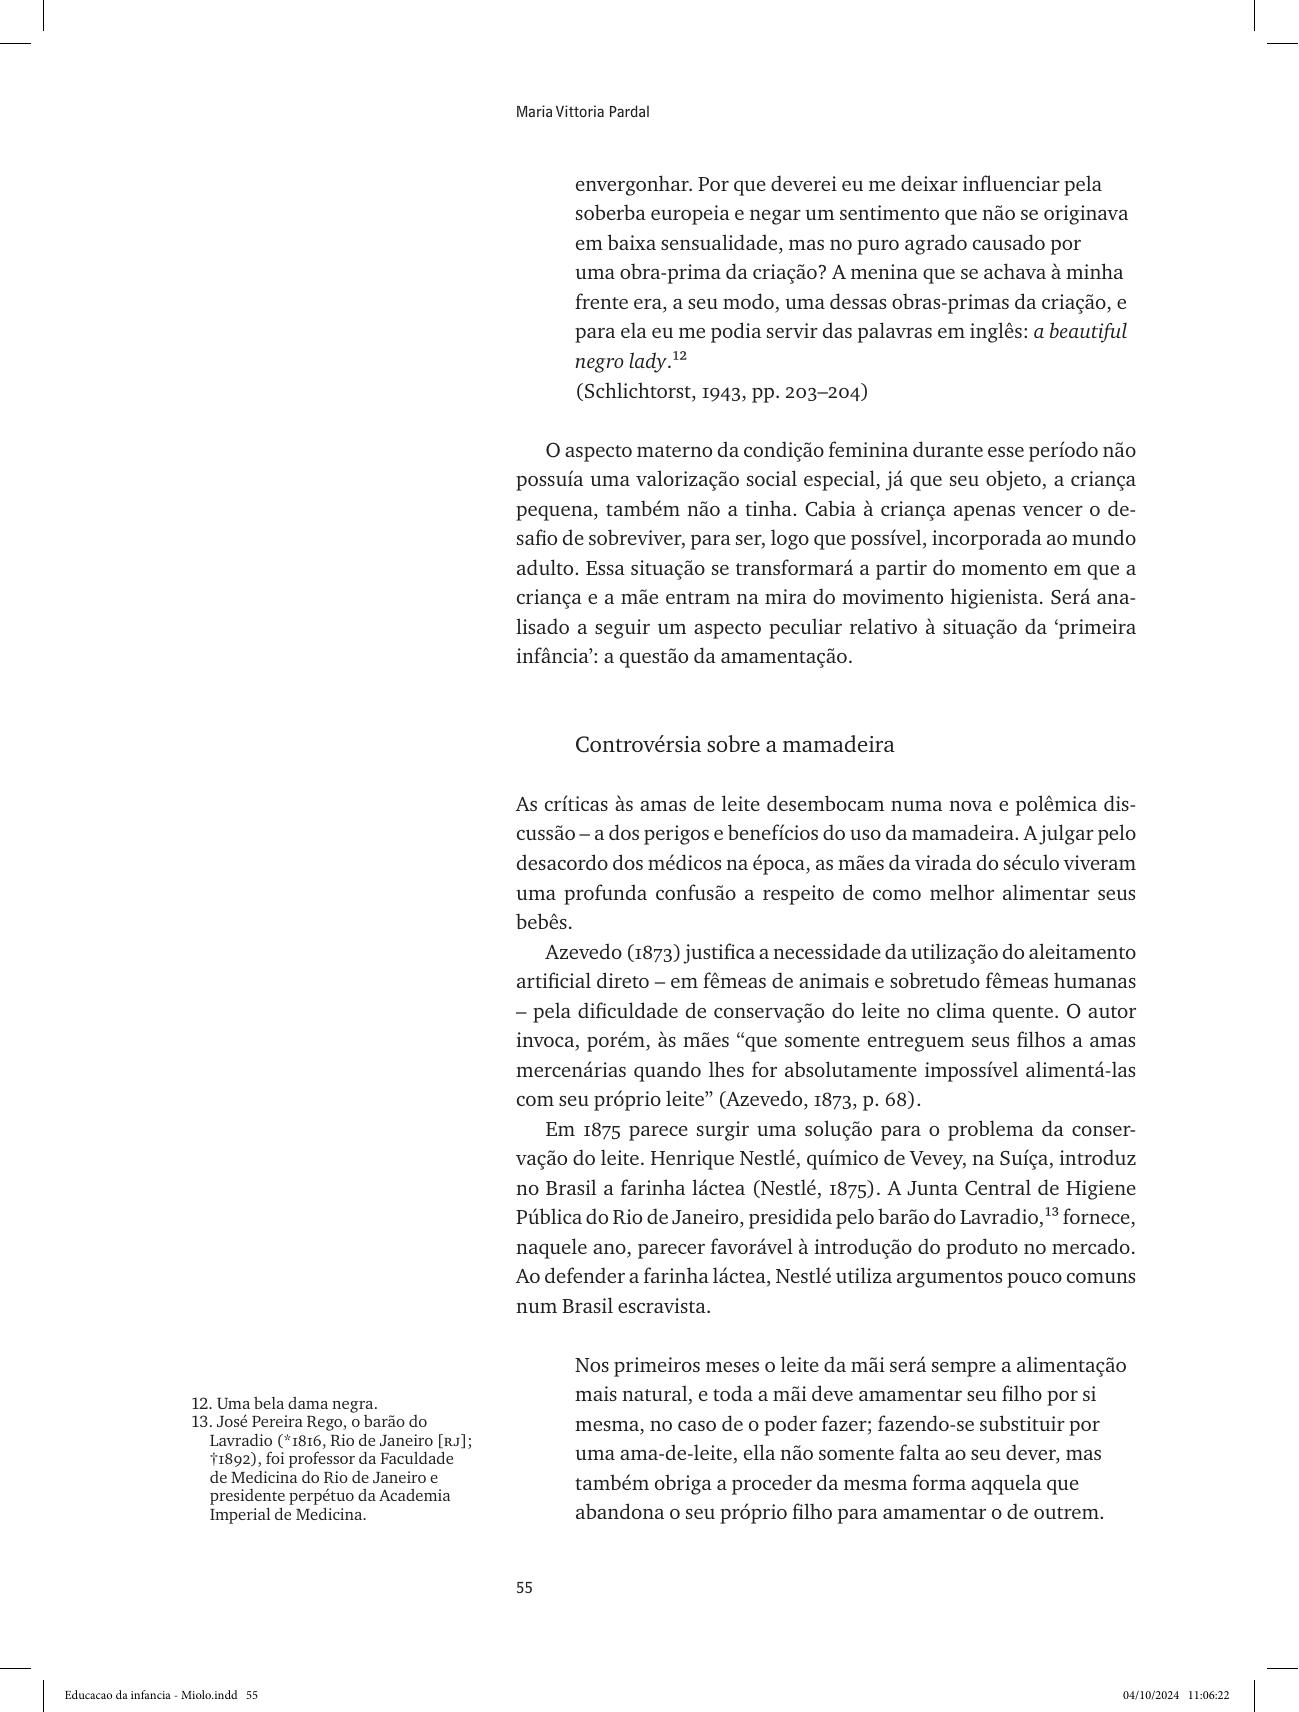 Maria Vittoria Pardal
envergonhar. Por que deverei eu me deixar influenciar pela
soberba europeia e negar um sentimento que não se originava
em baixa sensualidade, mas no puro agrado causado por
uma obra-prima da criação? A menina que se achava à minha
frente era, a seu modo, uma dessas obras-primas da criação, e
para ela eu me podia servir das palavras em inglês: a beautiful
negro lady.¹²
(Schlichtorst, 1943, pp. 203–204)
O aspecto materno da condição feminina durante esse período não
possuía uma valorização social especial, já que seu objeto, a criança
pequena, também não a tinha. Cabia à criança apenas vencer o de-
safio de sobreviver, para ser, logo que possível, incorporada ao mundo
adulto. Essa situação se transformará a partir do momento em que a
criança e a mãe entram na mira do movimento higienista. Será ana-
lisado a seguir um aspecto peculiar relativo à situação da ‘primeira
infância’: a questão da amamentação.
Controvérsia sobre a mamadeira
As críticas às amas de leite desembocam numa nova e polêmica dis-
cussão – a dos perigos e benefícios do uso da mamadeira. A julgar pelo
desacordo dos médicos na época, as mães da virada do século viveram
uma profunda confusão a respeito de como melhor alimentar seus
bebês.
Azevedo (1873) justifica a necessidade da utilização do aleitamento
artificial direto – em fêmeas de animais e sobretudo fêmeas humanas
– pela dificuldade de conservação do leite no clima quente. O autor
invoca, porém, às mães “que somente entreguem seus filhos a amas
mercenárias quando lhes for absolutamente impossível alimentá-las
com seu próprio leite” (Azevedo, 1873, p. 68).
Em 1875 parece surgir uma solução para o problema da conser-
vação do leite. Henrique Nestlé, químico de Vevey, na Suíça, introduz
no Brasil a farinha láctea (Nestlé, 1875). A Junta Central de Higiene
Pública do Rio de Janeiro, presidida pelo barão do Lavradio,¹³ fornece,
naquele ano, parecer favorável à introdução do produto no mercado.
Ao defender a farinha láctea, Nestlé utiliza argumentos pouco comuns
num Brasil escravista.
Nos primeiros meses o leite da mãi será sempre a alimentação
mais natural, e toda a mãi deve amamentar seu filho por si
mesma, no caso de o poder fazer; fazendo-se substituir por
uma ama-de-leite, ella não somente falta ao seu dever, mas
também obriga a proceder da mesma forma aqquela que
abandona o seu próprio filho para amamentar o de outrem.
12. Uma bela dama negra.
13. José Pereira Rego, o barão do
Lavradio (*1816, Rio de Janeiro [RJ];
†1892), foi professor da Faculdade
de Medicina do Rio de Janeiro e
presidente perpétuo da Academia
Imperial de Medicina.
55
Educacao da infancia - Miolo.indd 55
04/10/2024 11:06:22